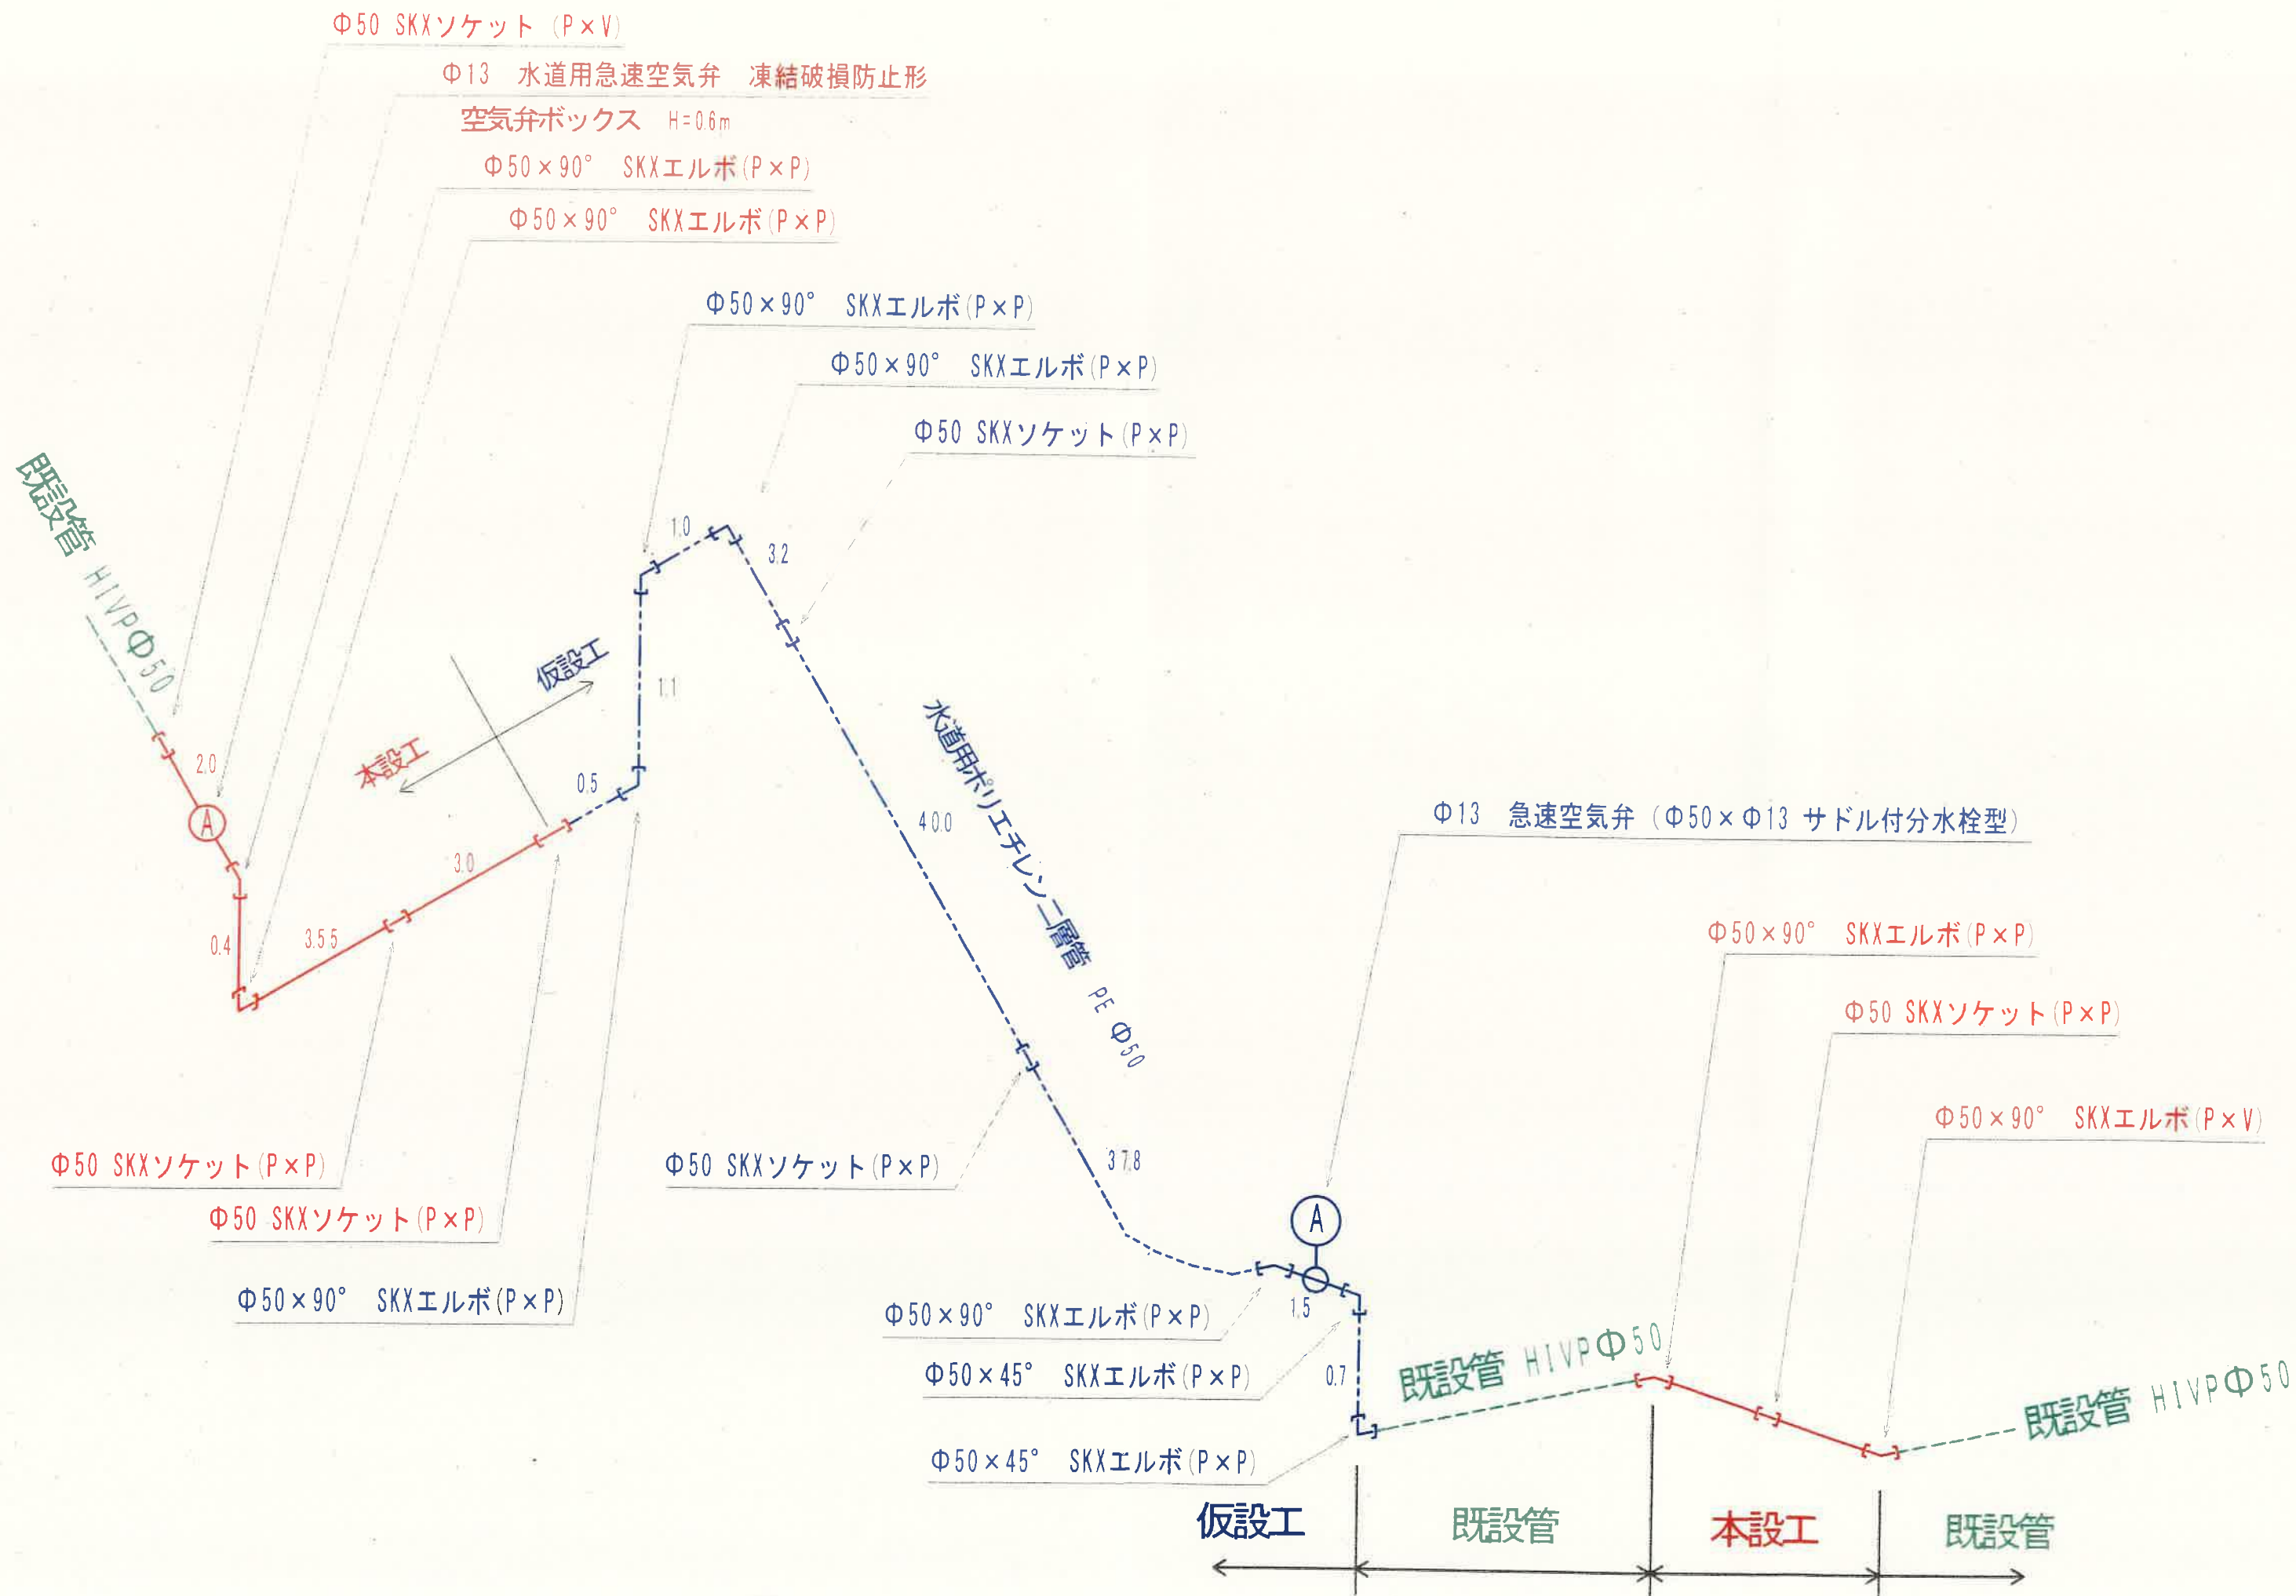 Φ50 SKXソケット (P×V)
Φ13 水道用急速空気弁 凍結破損防止形
空気弁ボックス H=0.6m
Φ50×90° SKXエルボ(P×P)
Φ50×90° SKXエルボ(P×P)
Φ50×90° SKXエルボ(P×P)
Φ50×90° SKXエルボ(P×P)
Φ50 SKXソケット(P×P)
既設管 HIVPΦ50
1.0
3.2
仮設工
1.1
本設工
2.0
A
0.5
3.0
0.4
3.55
40.0
水道用ポリエチレン二層管 PE Φ50
Φ13 急速空気弁 (Φ50×Φ13 サドル付分水栓型)
Φ50×90° SKXエルボ(P×P)
Φ50 SKXソケット(P×P)
Φ50×90° SKXエルボ(P×V)
Φ50 SKXソケット(P×P)
Φ50 SKXソケット(P×P)
Φ50×90° SKXエルボ(P×P)
Φ50 SKXソケット(P×P)
37.8
A
1.5
Φ50×90° SKXエルボ(P×P)
Φ50×45° SKXエルボ(P×P)
0.7
Φ50×45° SKXエルボ(P×P)
既設管 HIVPΦ50
既設管 HIVPΦ50
仮設工
既設管
本設工
既設管